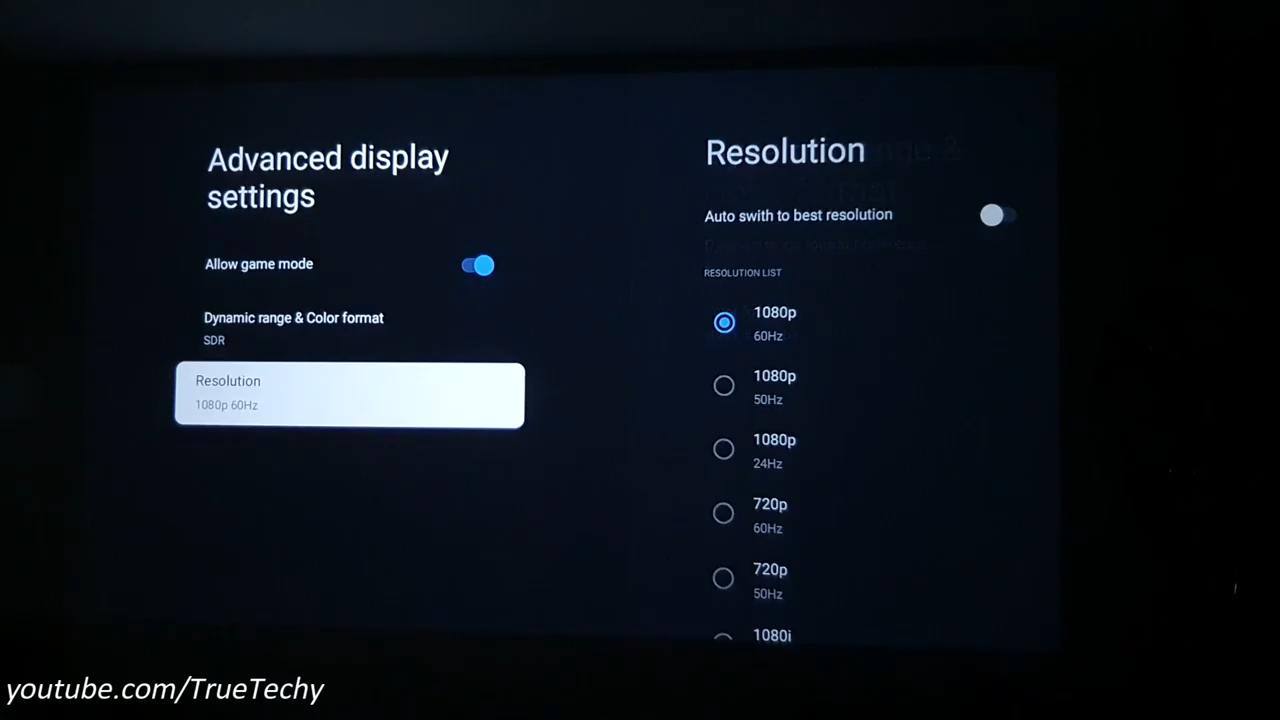 Advanced display
settings
Allow game mode
Dynamic range & Color format
SDR
Resolution
1080p 60Hz
Resolution
Auto swith to best resolution
RESOLUTION LIST
1080p
60Hz
1080p
50Hz
1080p
24Hz
720p
60Hz
720p
50Hz
1080i
youtube.com/TrueTechy